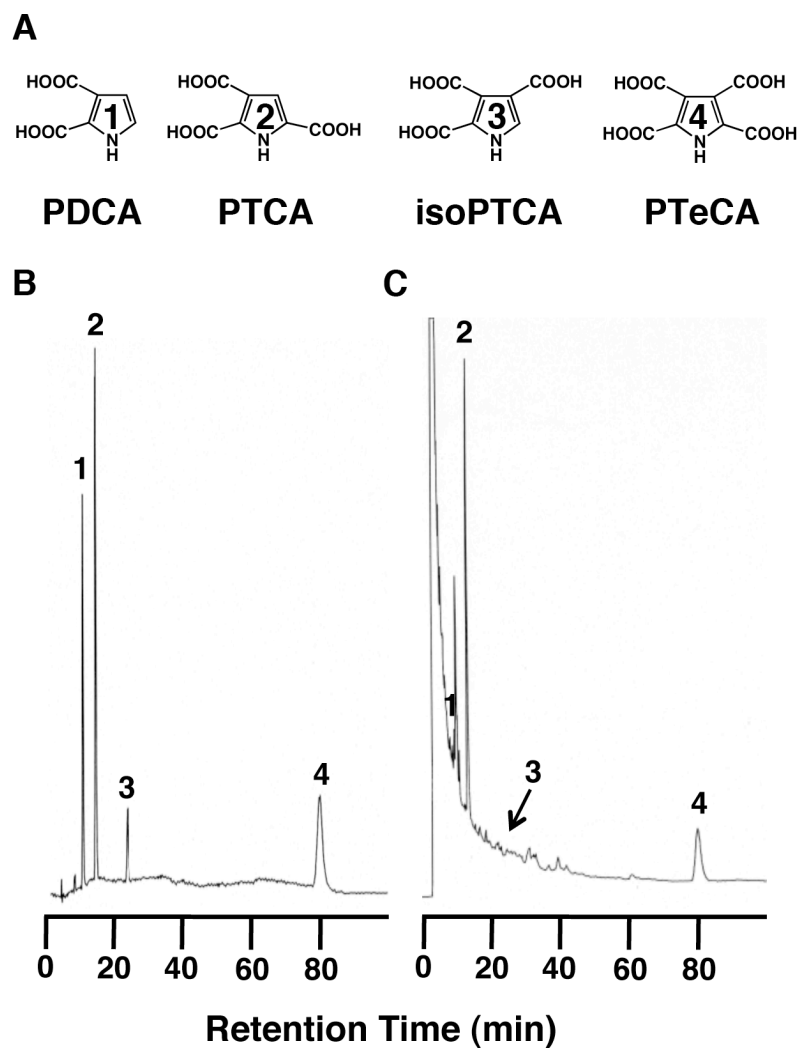 A
HOOC HOOC 1 N H
HOOC HOOC 2 COOH N H
HOOC COOH HOOC 3 N H
HOOC COOH HOOC 4 COOH N H
PDCA PTCA isoPTCA PTeCA
B C
2 2
1
1
3 4 3 4
0 20 40 60 80 0 20 40 60 80
Retention Time (min)